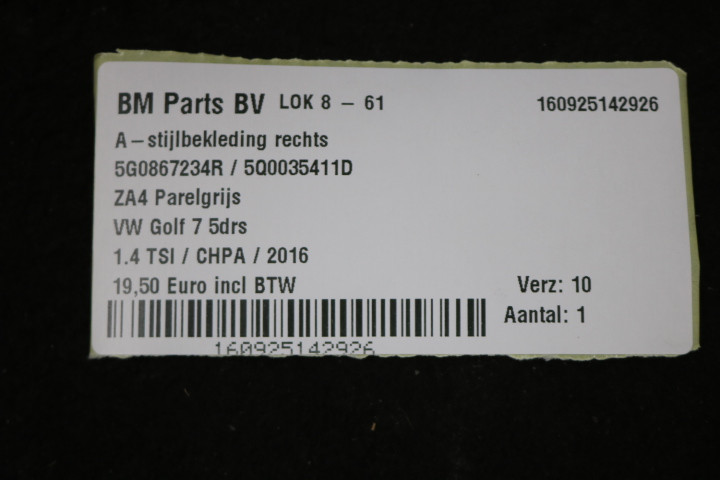 BM Parts BV LOK 8 - 61 160925142926
A-stijlbekleding rechts
5G0867234R / 5Q0035411D
ZA4 Parelgrijs
VW Golf 7 5drs
1.4 TSI / CHPA / 2016
19,50 Euro incl BTW Verz: 10
Aantal: 1
160925142926